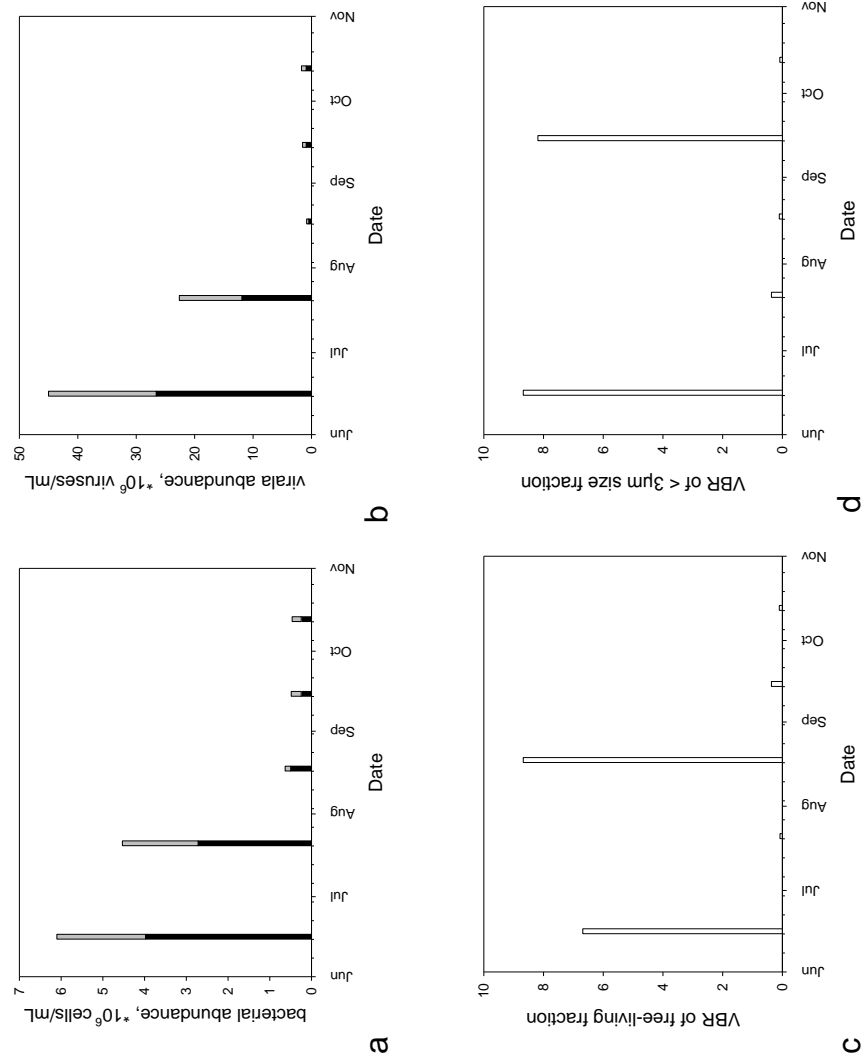 a
bacterial abundance, *10⁶ cells/mL
7
6
5
4
3
2
1
0
Jun
Jul
Aug
Sep
Oct
Nov
Date
b
virala abundance, *10⁶ viruses/mL
50
40
30
20
10
0
Jun
Jul
Aug
Sep
Oct
Nov
Date
c
VBR of free-living fraction
10
8
6
4
2
0
Jun
Jul
Aug
Sep
Oct
Nov
Date
d
VBR of < 3µm size fraction
10
8
6
4
2
0
Jun
Jul
Aug
Sep
Oct
Nov
Date